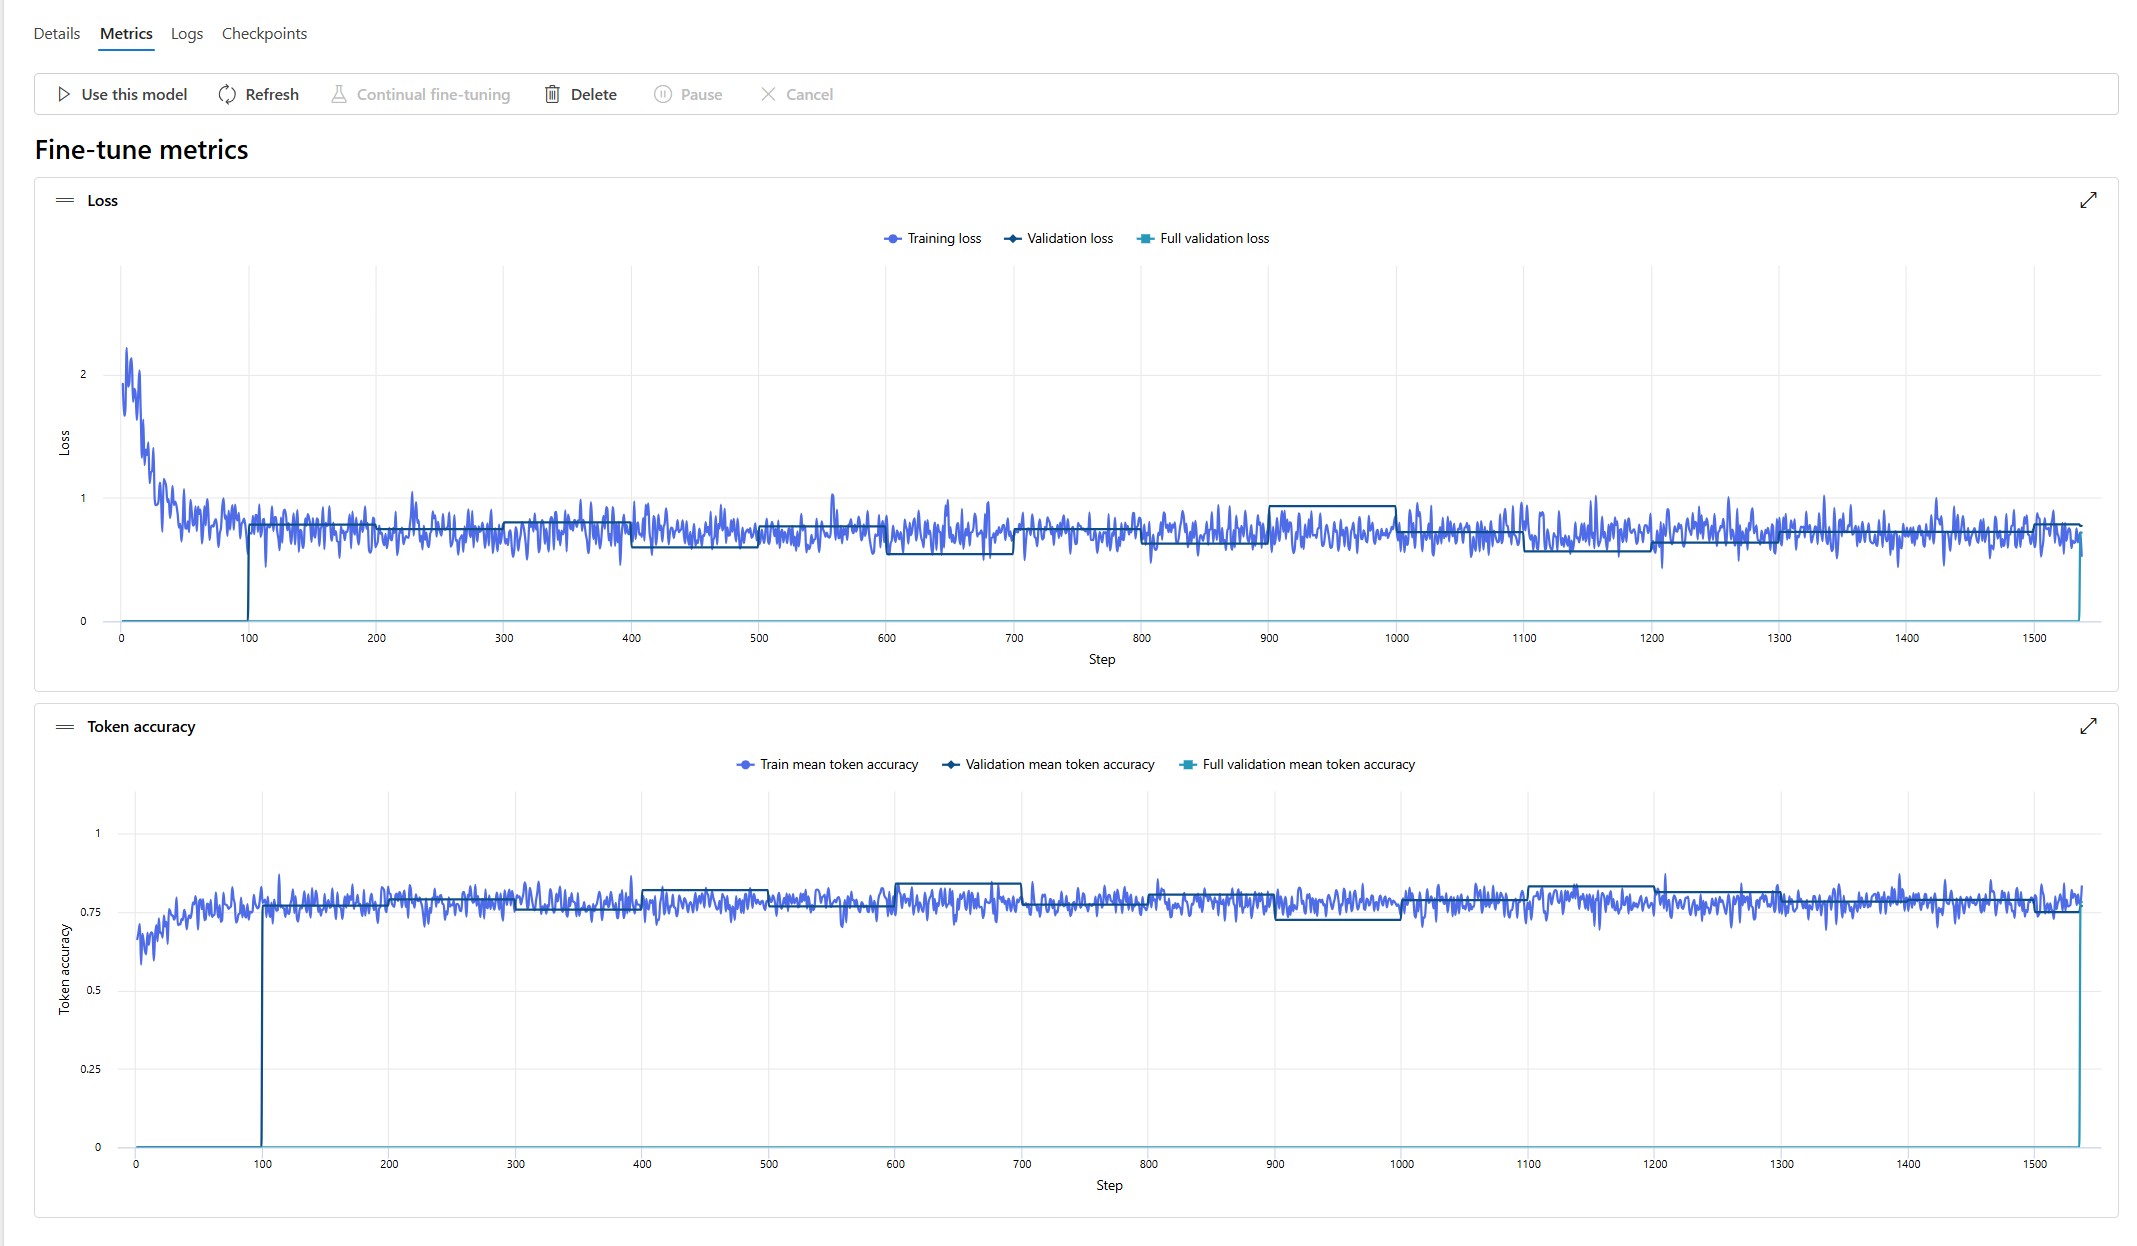 Details Metrics Logs Checkpoints
Use this model Refresh Continual fine-tuning Delete Pause Cancel
Fine-tune metrics
Loss
Training loss Validation loss Full validation loss
2
1
0
Loss
0 100 200 300 400 500 600 700 800 900 1000 1100 1200 1300 1400 1500
Step
Token accuracy
Train mean token accuracy Validation mean token accuracy Full validation mean token accuracy
1
0.75
0.5
0.25
0
Token accuracy
0 100 200 300 400 500 600 700 800 900 1000 1100 1200 1300 1400 1500
Step